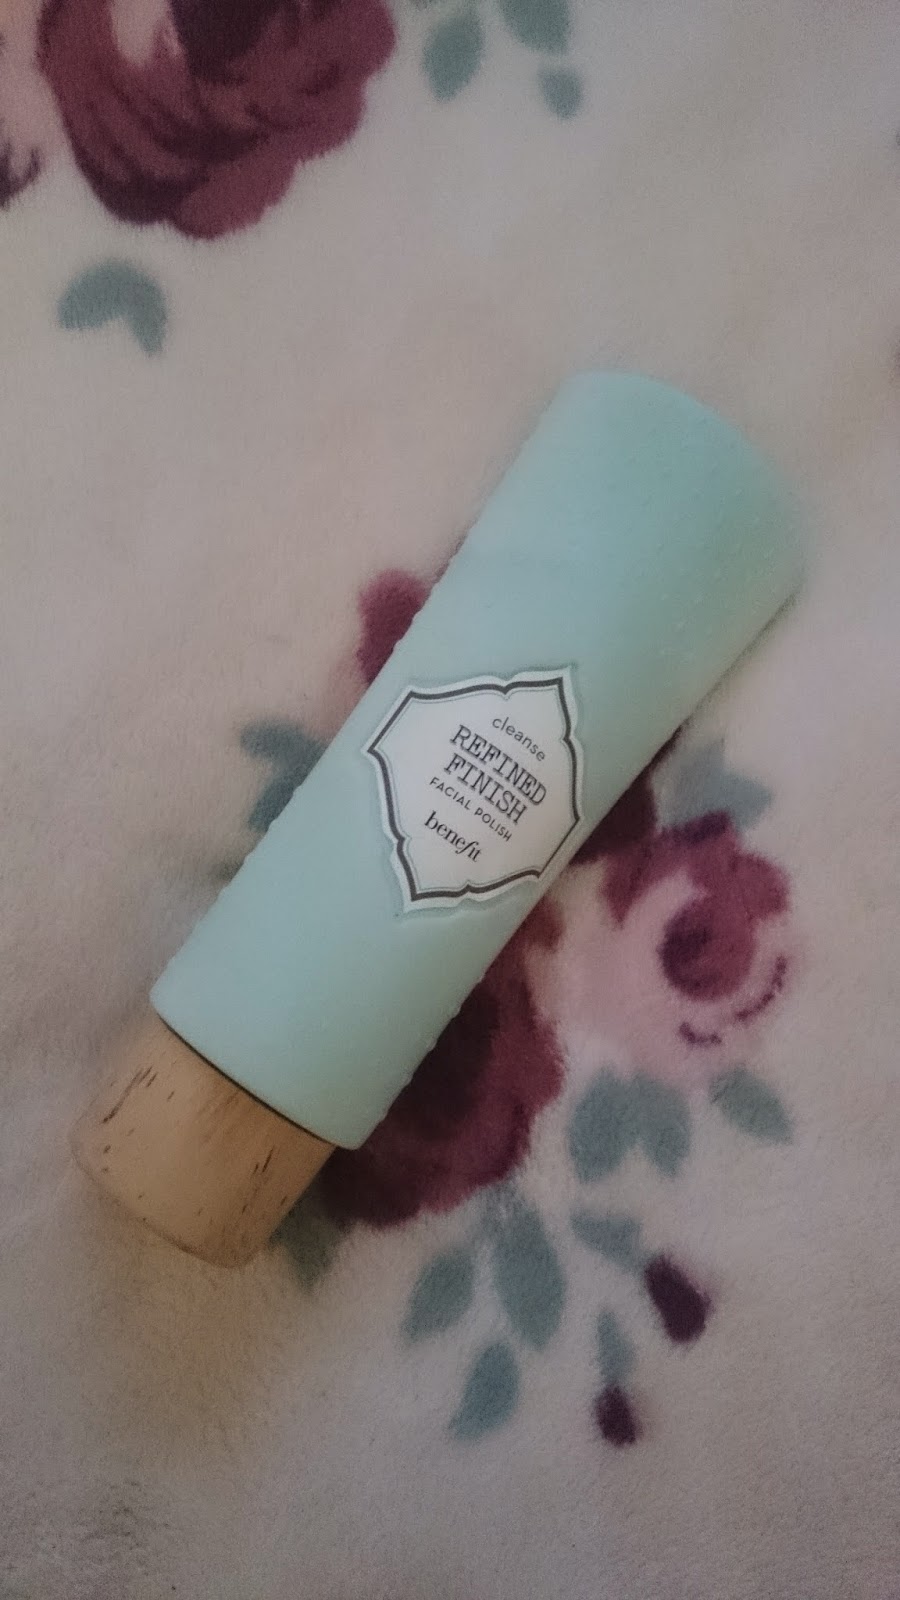 cleanse
REFINED
FINISH
FACIAL POLISH
benefit